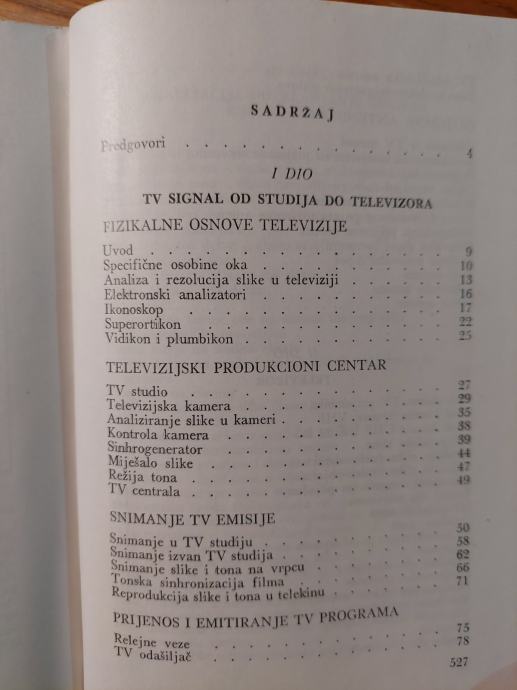 SADRŽAJ
Predgovori . . . . . . . . . . . . . . 4
I DIO
TV SIGNAL OD STUDIJA DO TELEVIZORA
FIZIKALNE OSNOVE TELEVIZIJE
Uvod . . . . . . . . . . . . . . . . 9
Specifične osobine oka . . . . . . . . . . 10
Analiza i rezolucija slike u televiziji . . . . . . 13
Elektronski analizatori . . . . . . . . . . 16
Ikonoskop . . . . . . . . . . . . . . 17
Superortikon . . . . . . . . . . . . . 22
Vidikon i plumbikon . . . . . . . . . . . 25
TELEVIZIJSKI PRODUKCIONI CENTAR
TV studio . . . . . . . . . . . . . . 27
Televizijska kamera . . . . . . . . . . . 29
Analiziranje slike u kameri . . . . . . . . . 35
Kontrola kamera . . . . . . . . . . . . 38
Sinhrogenerator . . . . . . . . . . . . 39
Miješalo slike . . . . . . . . . . . . . 44
Režija tona . . . . . . . . . . . . . . 47
TV centrala . . . . . . . . . . . . . . 49
SNIMANJE TV EMISIJE
Snimanje u TV studiju . . . . . . . . . . 50
Snimanje izvan TV studija . . . . . . . . . 58
Snimanje slike i tona na vrpcu . . . . . . . 62
Tonska sinhronizacija filma . . . . . . . . . 66
Reprodukcija slike i tona u telekinu . . . . . . 71
PRIJENOS I EMITIRANJE TV PROGRAMA
Relejne veze . . . . . . . . . . . . . 75
TV odašiljač . . . . . . . . . . . . . 78
527